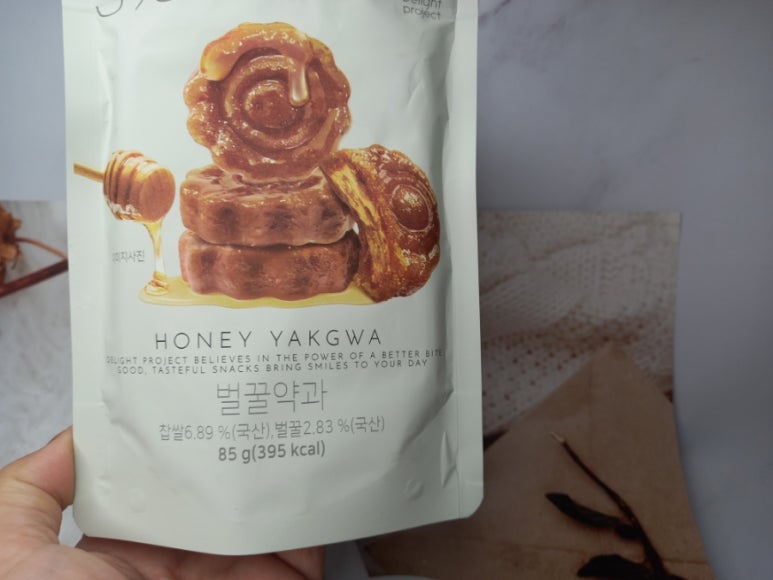 Delight
project
이미지사진
HONEY YAKGWA
DELIGHT PROJECT BELIEVES IN THE POWER OF A BETTER BITE
GOOD, TASTEFUL SNACKS BRING SMILES TO YOUR DAY
벌꿀약과
찹쌀6.89 %(국산),벌꿀2.83 %(국산)
85 g(395 kcal)